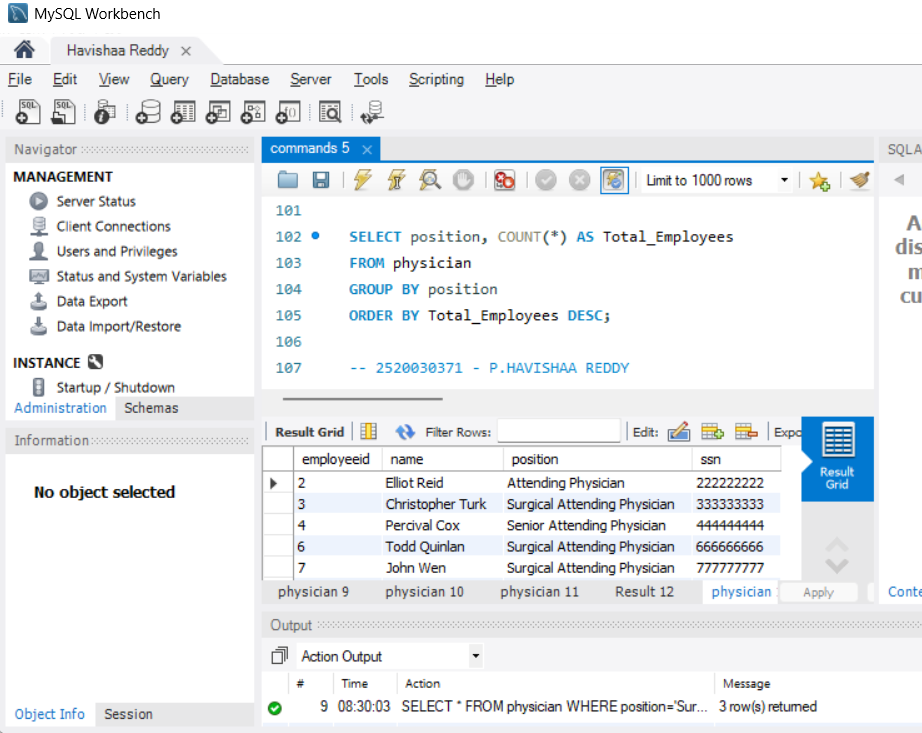 MySQL Workbench
Havishaa Reddy
File Edit View Query Database Server Tools Scripting Help
Navigator
MANAGEMENT
Server Status
Client Connections
Users and Privileges
Status and System Variables
Data Export
Data Import/Restore
INSTANCE
Startup / Shutdown
Administration Schemas
Information
No object selected
Object Info Session
commands 5
Limit to 1000 rows
101
102 SELECT position, COUNT(*) AS Total_Employees
103 FROM physician
104 GROUP BY position
105 ORDER BY Total_Employees DESC;
106
107 -- 2520030371 - P.HAVISHAA REDDY
Result Grid Filter Rows: Edit:
employeeid name position ssn
2 Elliot Reid Attending Physician 222222222
3 Christopher Turk Surgical Attending Physician 333333333
4 Percival Cox Senior Attending Physician 444444444
6 Todd Quinlan Surgical Attending Physician 666666666
7 John Wen Surgical Attending Physician 777777777
Result
Grid
physician 9 physician 10 physician 11 Result 12 physician Apply
Output
Action Output
# Time Action Message
9 08:30:03 SELECT * FROM physician WHERE position='Sur... 3 row(s) returned